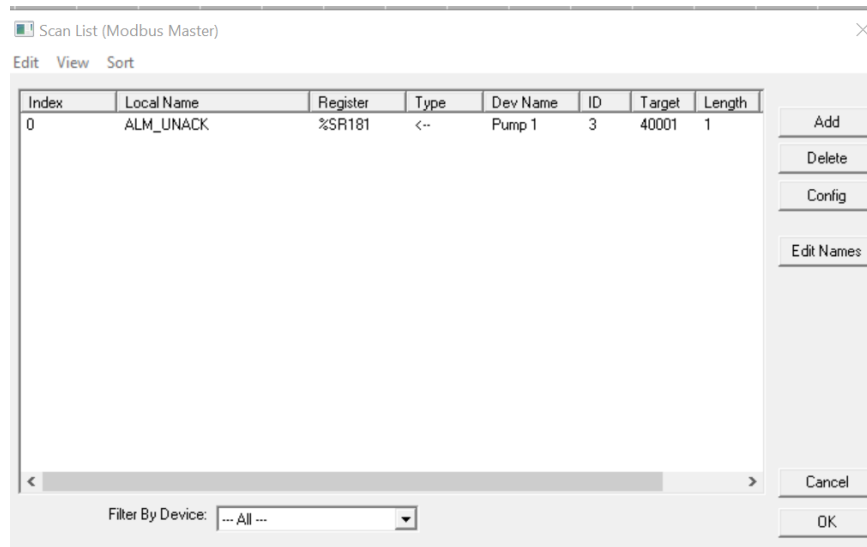 Scan List (Modbus Master)
Edit View Sort
Index Local Name Register Type Dev Name ID Target Length
0 ALM_UNACK %SR181 <-- Pump 1 3 40001 1
Add
Delete
Config
Edit Names
Cancel
Filter By Device: --- All ---
OK